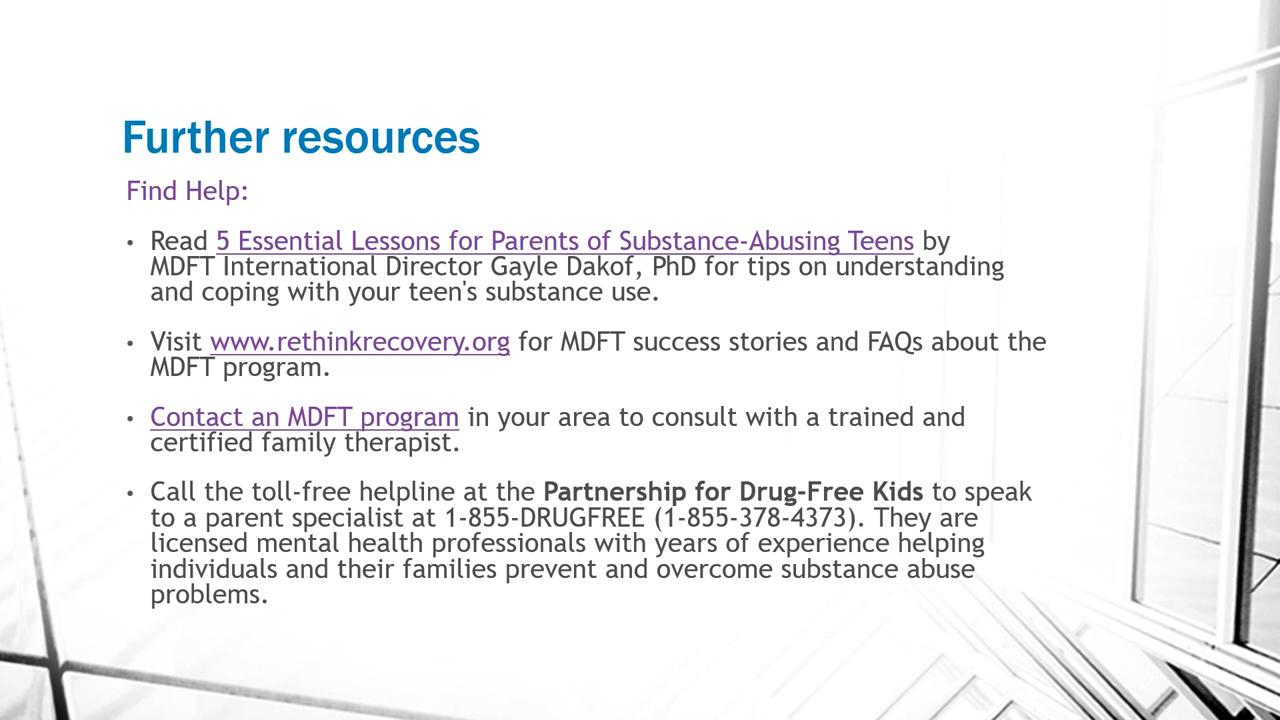 Further resources
Find Help:
• Read 5 Essential Lessons for Parents of Substance-Abusing Teens by
MDFT International Director Gayle Dakof, PhD for tips on understanding
and coping with your teen's substance use.
• Visit www.rethinkrecovery.org for MDFT success stories and FAQs about the
MDFT program.
• Contact an MDFT program in your area to consult with a trained and
certified family therapist.
• Call the toll-free helpline at the Partnership for Drug-Free Kids to speak
to a parent specialist at 1-855-DRUGFREE (1-855-378-4373). They are
licensed mental health professionals with years of experience helping
individuals and their families prevent and overcome substance abuse
problems.